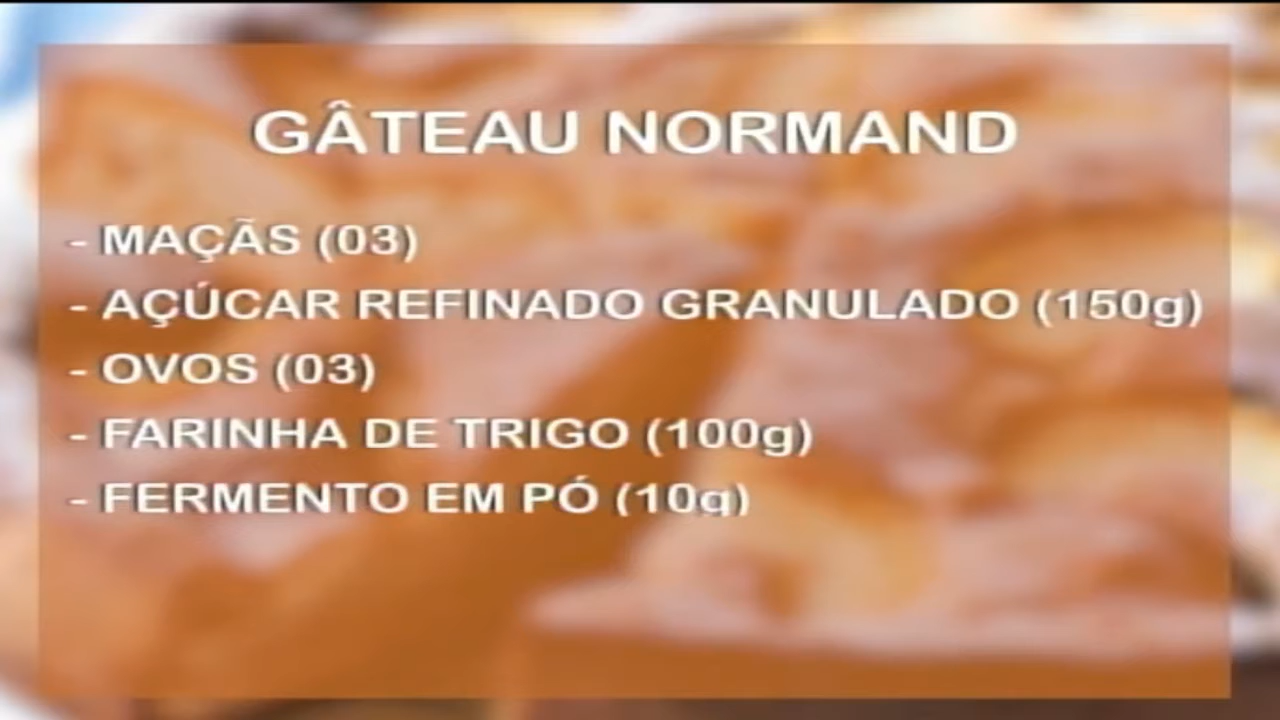 GÂTEAU NORMAND
- MAÇÃS (03)
- AÇÚCAR REFINADO GRANULADO (150g)
- OVOS (03)
- FARINHA DE TRIGO (100g)
- FERMENTO EM PÓ (10g)